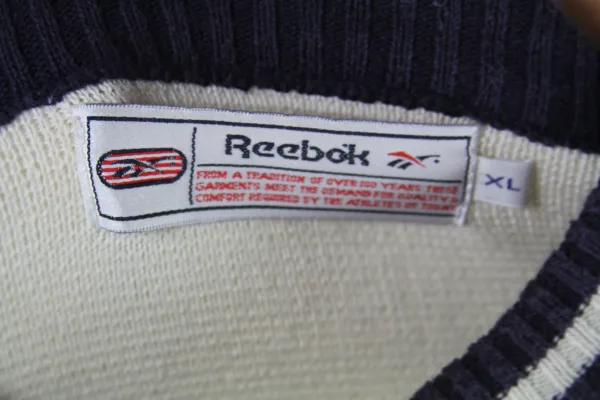 Reebok
XL
FROM A TRADITION OF OVER 100 YEARS THESE
GARMENTS MEET THE DEMAND FOR QUALITY &
COMFORT REQUIRED BY THE ATHLETES OF TODAY